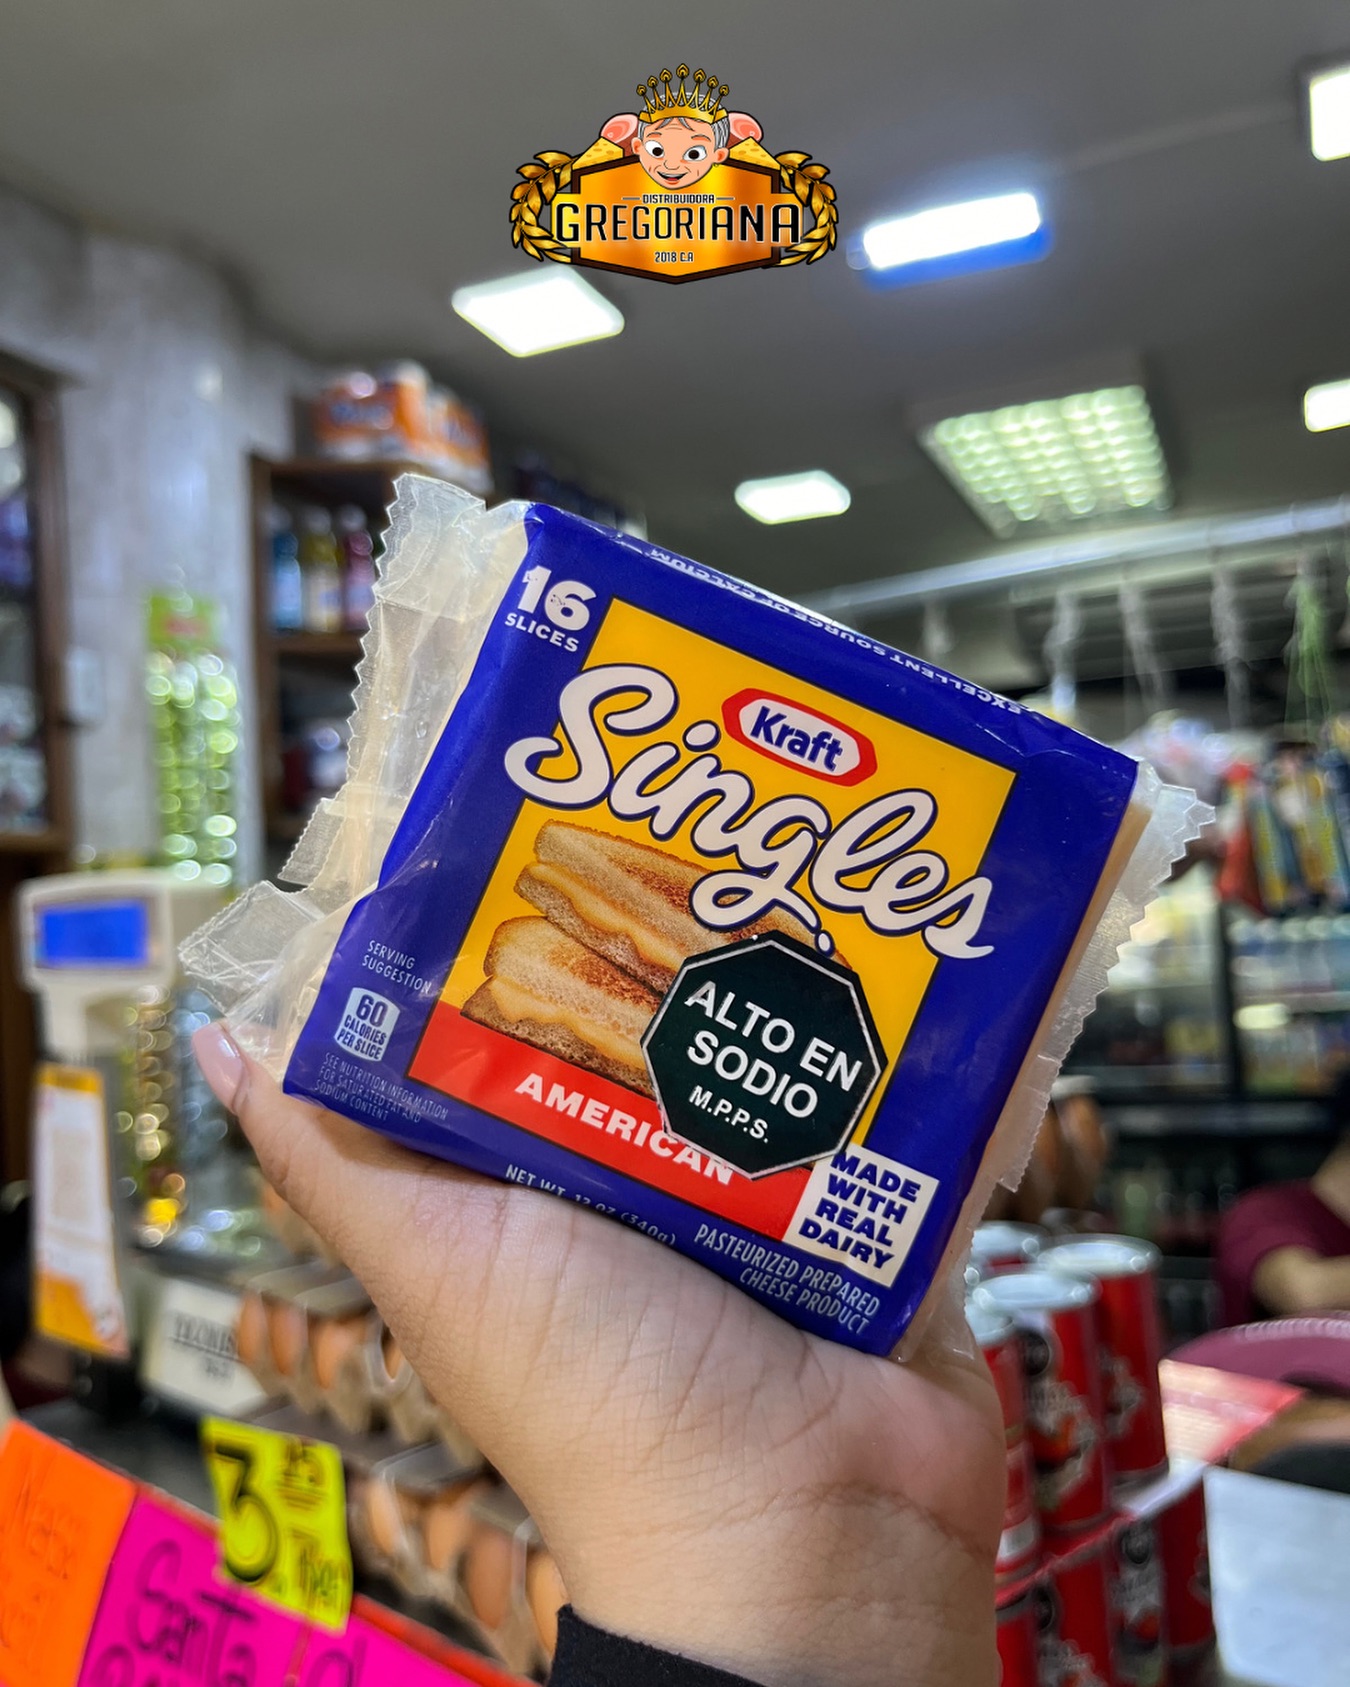 DISTRIBUIDORA
GREGORIANA
2018 C.A
EXCELLENT SOURCE OF CALCIUM
16
SLICES
Kraft
Singles
SERVING
SUGGESTION
60
CALORIES
PER SLICE
SEE NUTRITION INFORMATION
FOR SATURATED FAT AND
SODIUM CONTENT
ALTO EN
SODIO
M.P.P.S.
AMERICAN
MADE
WITH
REAL
DAIRY
NET WT. 12 OZ (340g)
PASTEURIZED PREPARED
CHEESE PRODUCT
3
Santa